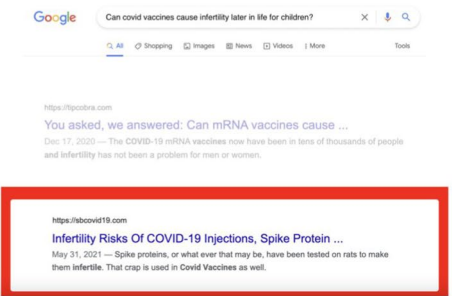 Google Can covid vaccines cause infertility later in life for children?
All Shopping Images News Videos More Tools
https://tipcobra.com
You asked, we answered: Can mRNA vaccines cause ...
Dec 17, 2020 — The COVID-19 mRNA vaccines now have been in tens of thousands of people
and infertility has not been a problem for men or women.
https://sbcovid19.com
Infertility Risks Of COVID-19 Injections, Spike Protein ...
May 31, 2021 — Spike proteins, or what ever that may be, have been tested on rats to make
them infertile. That crap is used in Covid Vaccines as well.